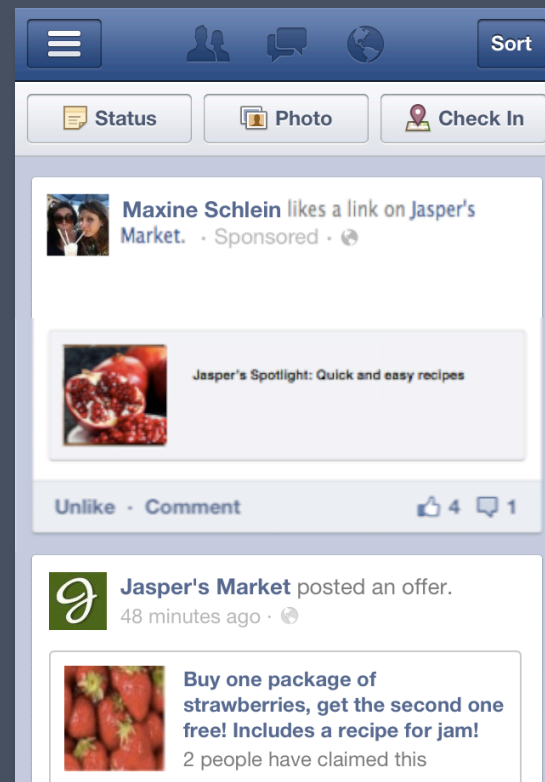 Sort
Status Photo Check In
Maxine Schlein likes a link on Jasper's
Market. · Sponsored ·
Jasper's Spotlight: Quick and easy recipes
Unlike · Comment 4 1
Jasper's Market posted an offer.
48 minutes ago ·
Buy one package of
strawberries, get the second one
free! Includes a recipe for jam!
2 people have claimed this